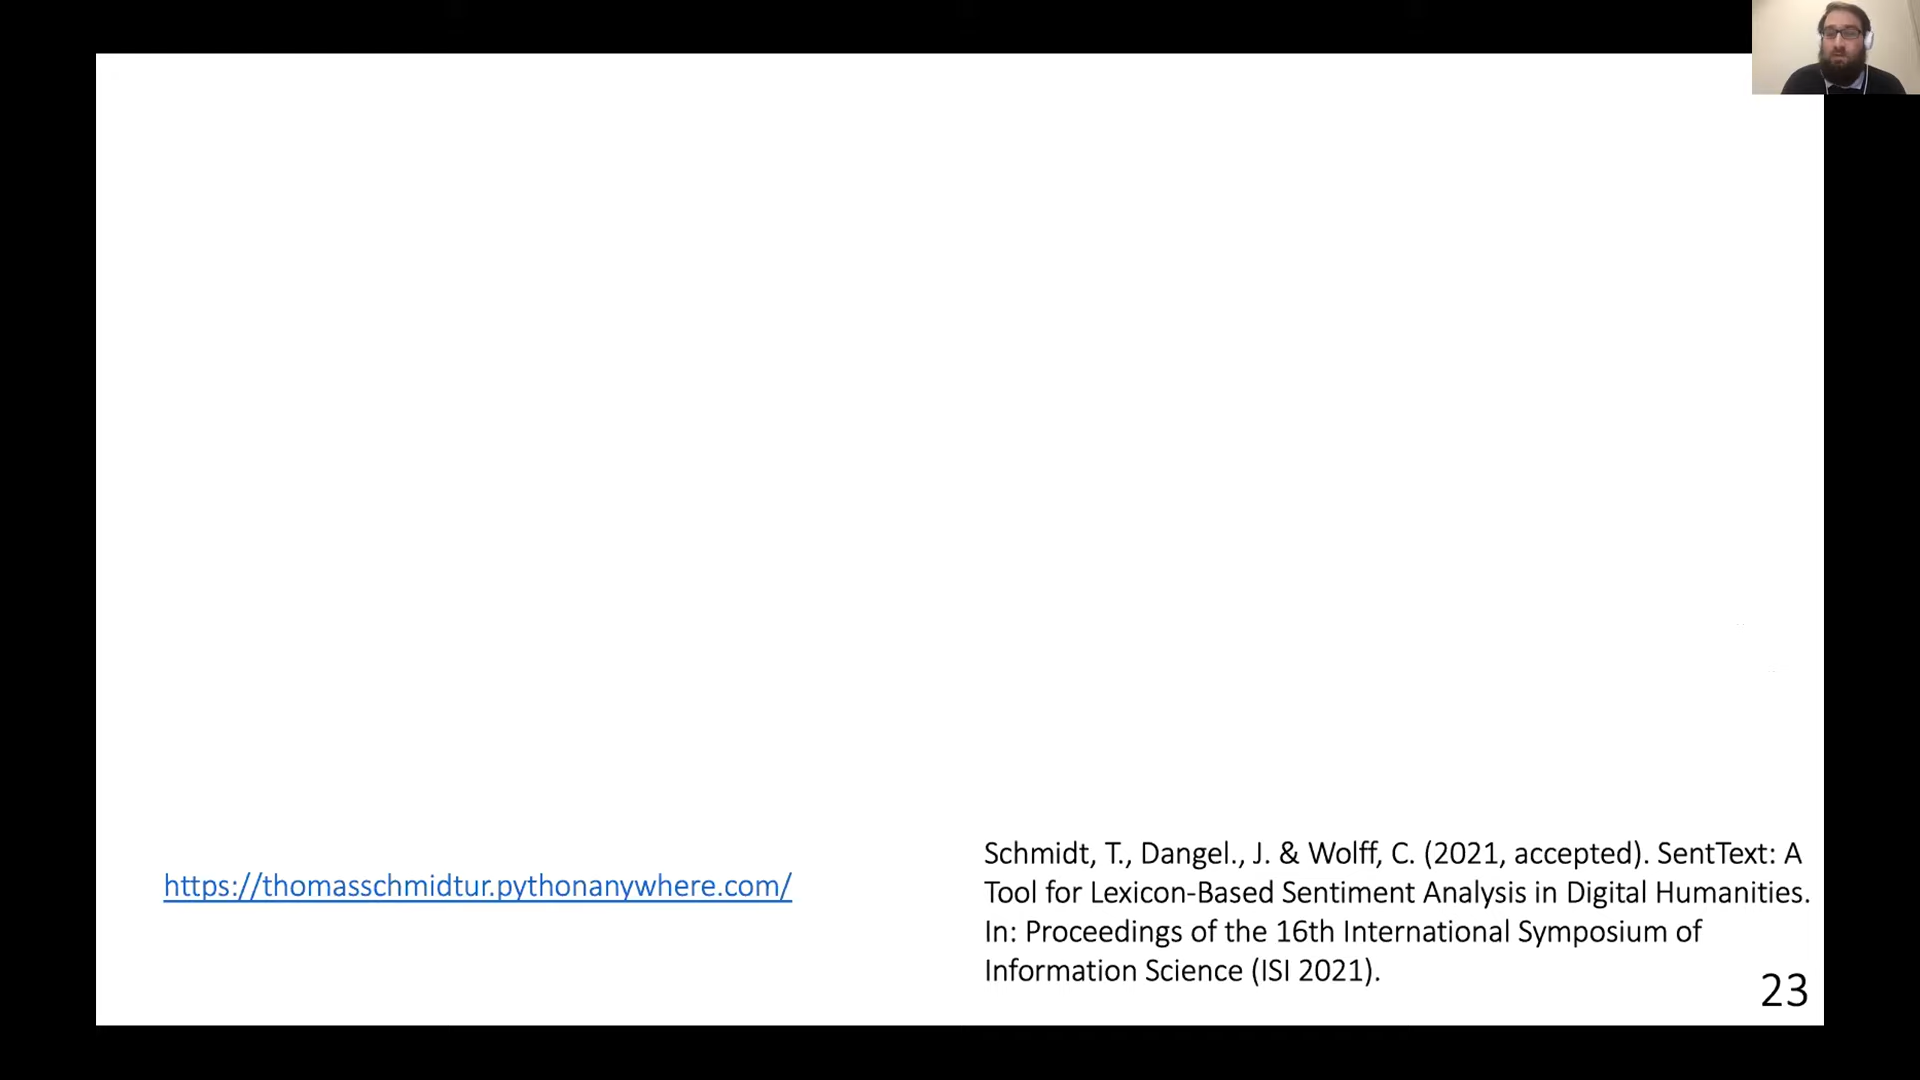 https://thomasschmidtur.pythonanywhere.com/
Schmidt, T., Dangel., J. & Wolff, C. (2021, accepted). SentText: A
Tool for Lexicon-Based Sentiment Analysis in Digital Humanities.
In: Proceedings of the 16th International Symposium of
Information Science (ISI 2021).
23